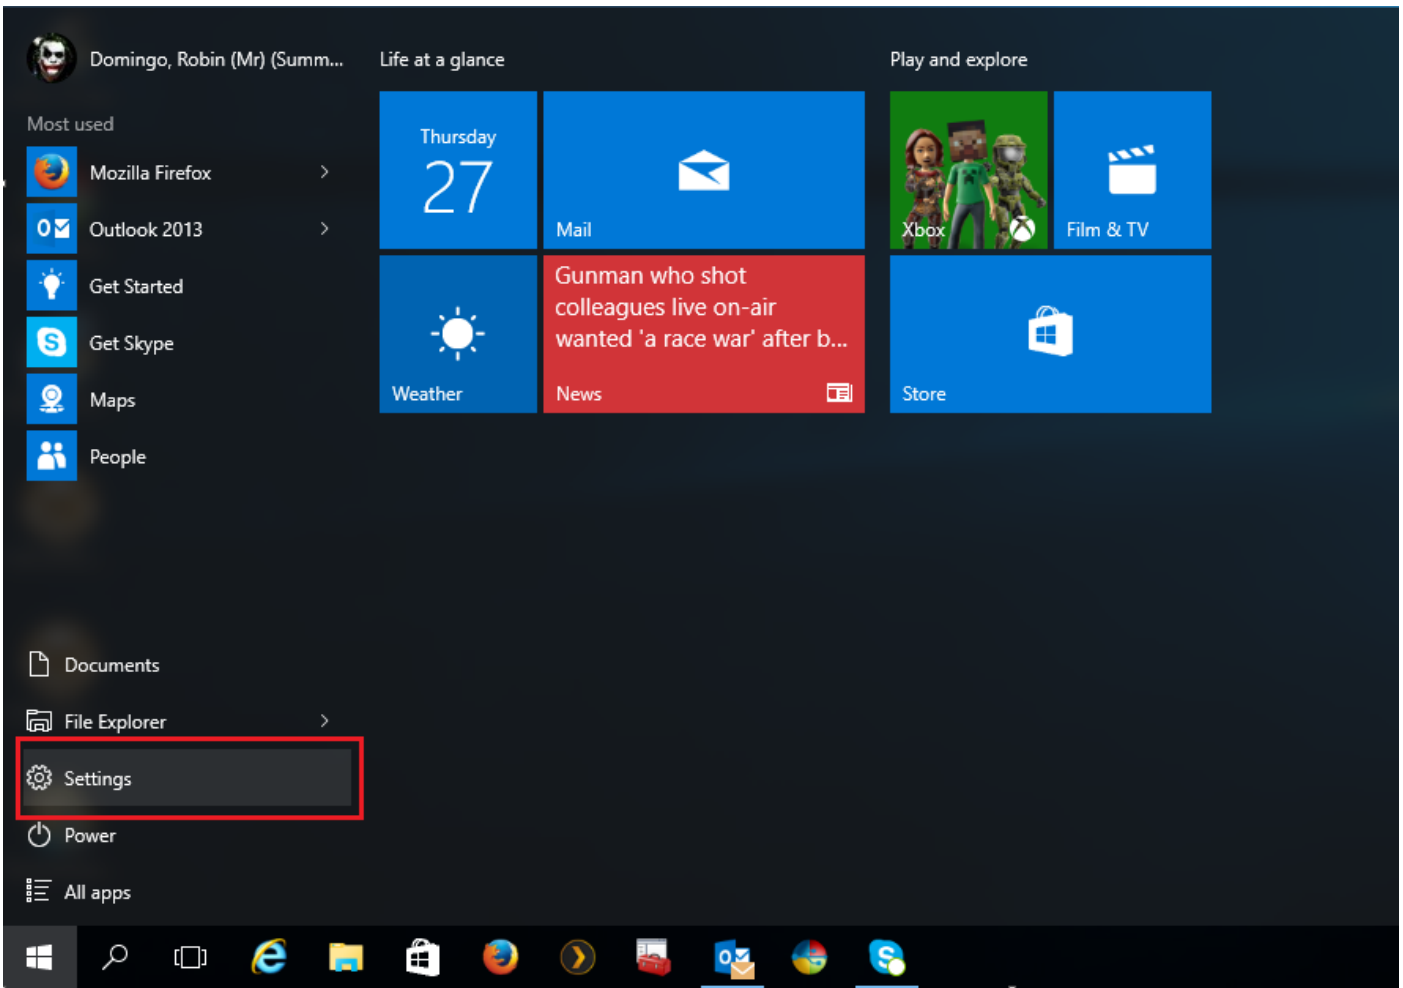 Domingo, Robin (Mr) (Summ...
Most used
Mozilla Firefox
Outlook 2013
Get Started
Get Skype
Maps
People
Documents
File Explorer
Settings
Power
All apps
Life at a glance
Thursday
27
Mail
Weather
Gunman who shot
colleagues live on-air
wanted 'a race war' after b...
News
Play and explore
Xbox
Film & TV
Store